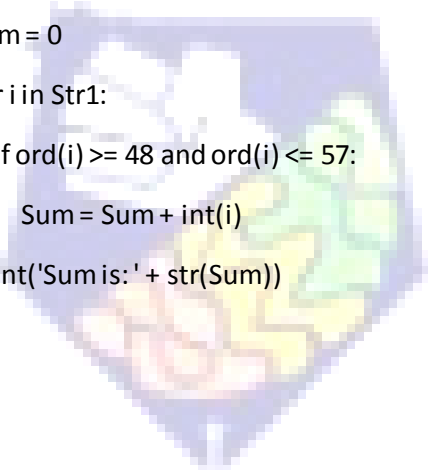 m = 0
r i in Str1:
f ord(i) >= 48 and ord(i) <= 57:
Sum = Sum + int(i)
nt('Sum is: ' + str(Sum))